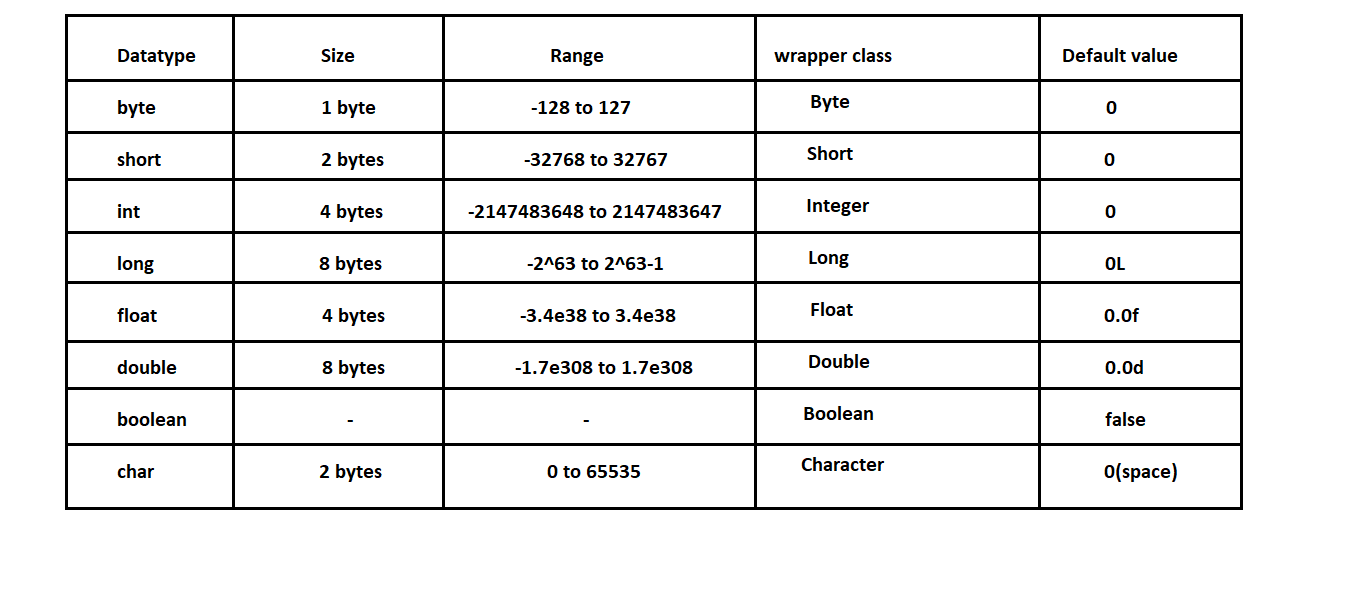 Datatype Size Range wrapper class Default value
byte 1 byte -128 to 127 Byte 0
short 2 bytes -32768 to 32767 Short 0
int 4 bytes -2147483648 to 2147483647 Integer 0
long 8 bytes -2^63 to 2^63-1 Long 0L
float 4 bytes -3.4e38 to 3.4e38 Float 0.0f
double 8 bytes -1.7e308 to 1.7e308 Double 0.0d
boolean - - Boolean false
char 2 bytes 0 to 65535 Character 0(space)